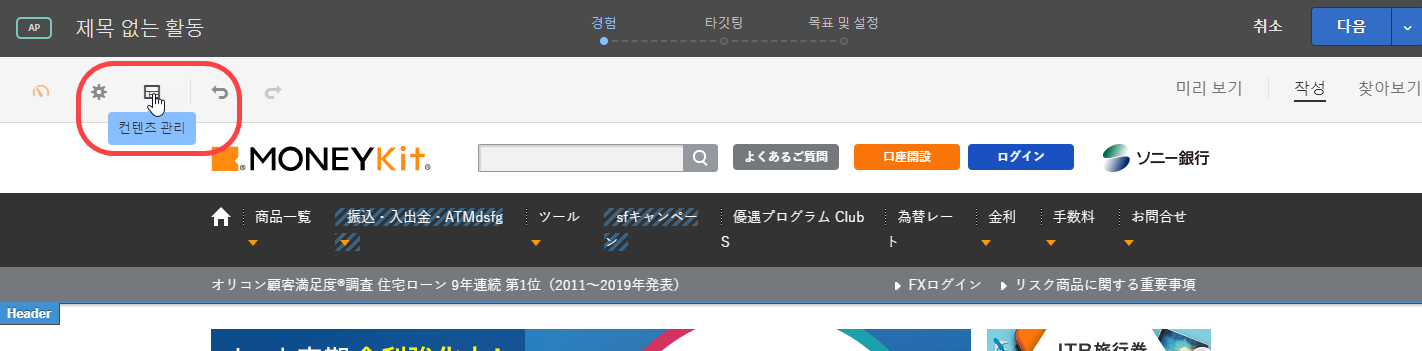 AP 제목 없는 활동 경험 타깃팅 목표 및 설정 취소 다음
미리 보기 작성 찾아보기
컨텐츠 관리
MONEYKit よくあるご質問 口座開設 ログイン ソニー銀行
商品一覧 振込・入出金・ATMdsfg ツール sfキャンペーン 優遇プログラム Club S 為替レート 金利 手数料 お問合せ
オリコン顧客満足度®調査 住宅ローン 9年連続 第1位（2011～2019年発表） FXログイン リスク商品に関する重要事項
Header
JTB旅行券